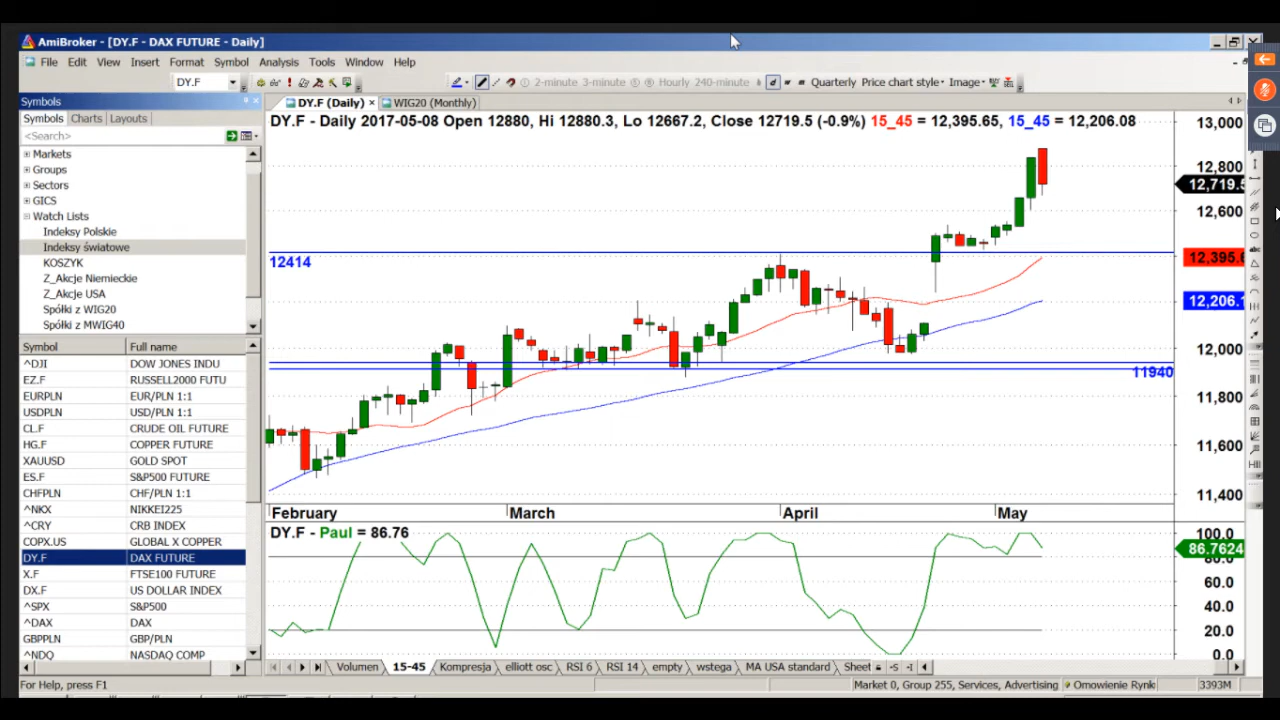 AmiBroker - [DY.F - DAX FUTURE - Daily]
File Edit View Insert Format Symbol Analysis Tools Window Help
DY.F 2-minute 3-minute Hourly 240-minute d Quarterly Price chart style Image
Symbols
DY.F (Daily) × WIG20 (Monthly)
Symbols Charts Layouts
DY.F - Daily 2017-05-08 Open 12880, Hi 12880.3, Lo 12667.2, Close 12719.5 (-0.9%) 15_45 = 12,395.65, 15_45 = 12,206.08
<Search>
Markets
Groups
Sectors
GICS
Watch Lists
Indeksy Polskie
Indeksy światowe
KOSZYK
Z_Akcje Niemieckie
Z_Akcje USA
Spółki z WIG20
Spółki z MWIG40
Symbol Full name
^DJI DOW JONES INDU
EZ.F RUSSELL2000 FUTU
EURPLN EUR/PLN 1:1
USDPLN USD/PLN 1:1
CL.F CRUDE OIL FUTURE
HG.F COPPER FUTURE
XAUUSD GOLD SPOT
ES.F S&P500 FUTURE
CHFPLN CHF/PLN 1:1
^NKX NIKKEI225
^CRY CRB INDEX
COPX.US GLOBAL X COPPER
DY.F DAX FUTURE
X.F FTSE100 FUTURE
DX.F US DOLLAR INDEX
^SPX S&P500
^DAX DAX
GBPPLN GBP/PLN
^NDQ NASDAQ COMP
13,000
12,800
12,719.5
12,600
12414
12,395.6
12,206.1
12,000
11940
11,800
11,600
11,400
February March April May
DY.F - Paul = 86.76
100.0
86.7624
80.0
60.0
40.0
20.0
0.0
Volumen 15-45 Kompresja elliott osc RSI 6 RSI 14 empty wstega MA USA standard Sheet -S -I
For Help, press F1
Market 0, Group 255, Services, Advertising Omowienie Rynk 3393M